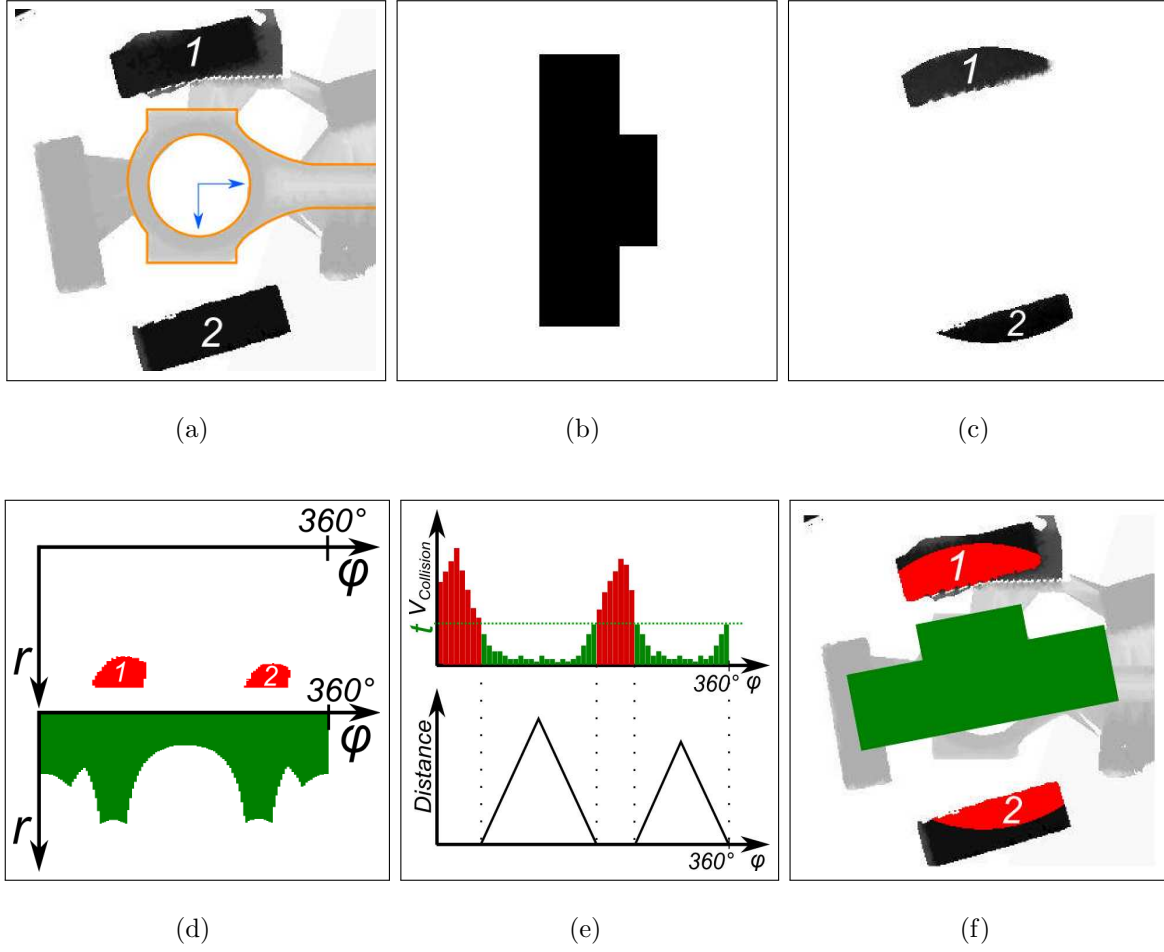 1
2
(a)
(b)
1
2
(c)
360°
φ
r
1
2
360°
φ
r
(d)
t V_Collision
360° φ
Distance
360° φ
(e)
1
2
(f)